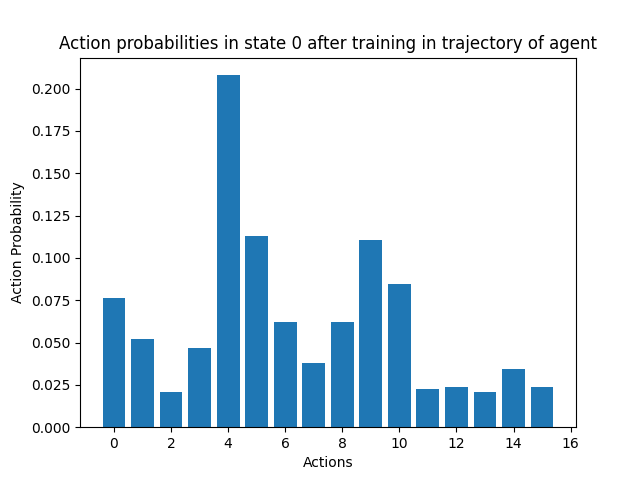 Action probabilities in state 0 after training in trajectory of agent
0.200
0.175
0.150
0.125
0.100
0.075
0.050
0.025
0.000
Action Probability
0 2 4 6 8 10 12 14 16
Actions